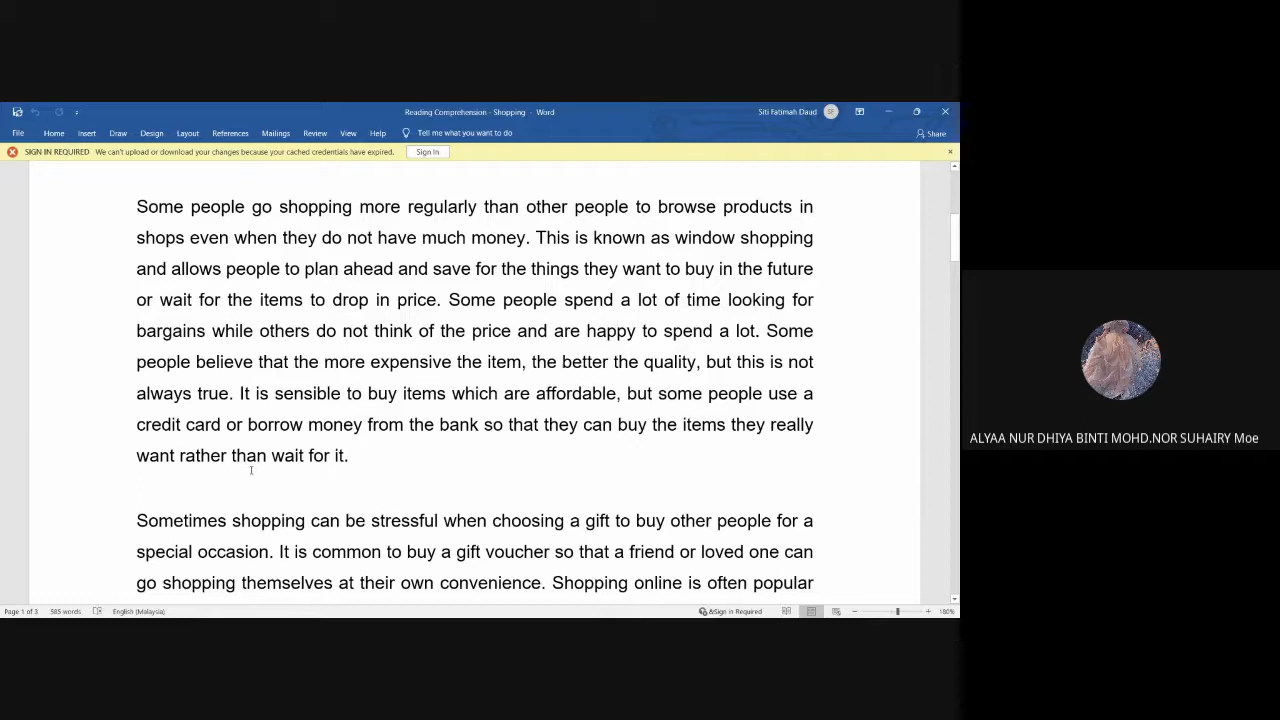 Reading Comprehension - Shopping - Word
Siti Fatimah Daud
SF
File Home Insert Draw Design Layout References Mailings Review View Help Tell me what you want to do
Share
SIGN IN REQUIRED We can't upload or download your changes because your cached credentials have expired. Sign In
Some people go shopping more regularly than other people to browse products in
shops even when they do not have much money. This is known as window shopping
and allows people to plan ahead and save for the things they want to buy in the future
or wait for the items to drop in price. Some people spend a lot of time looking for
bargains while others do not think of the price and are happy to spend a lot. Some
people believe that the more expensive the item, the better the quality, but this is not
always true. It is sensible to buy items which are affordable, but some people use a
credit card or borrow money from the bank so that they can buy the items they really
want rather than wait for it.
Sometimes shopping can be stressful when choosing a gift to buy other people for a
special occasion. It is common to buy a gift voucher so that a friend or loved one can
go shopping themselves at their own convenience. Shopping online is often popular
Page 1 of 3 585 words English (Malaysia) &Sign in Required 180%
ALYAA NUR DHIYA BINTI MOHD.NOR SUHAIRY Moe